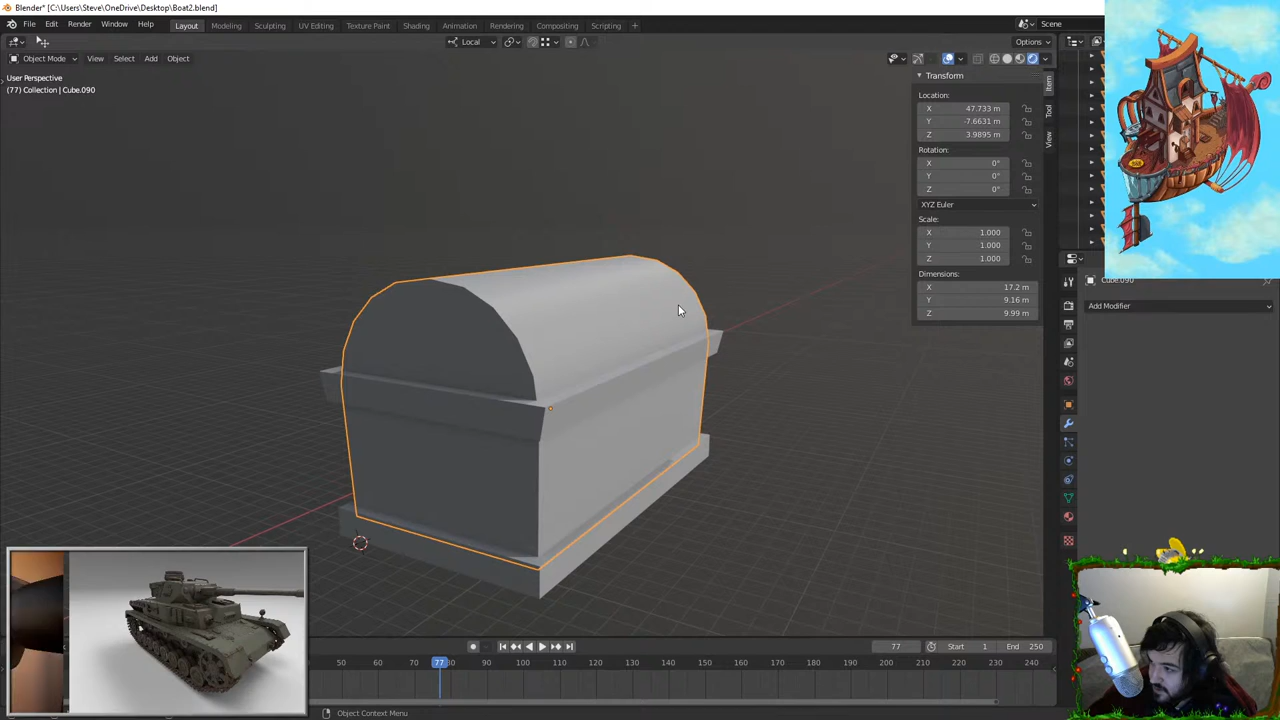 Blender* [C:\Users\Steve\OneDrive\Desktop\Boat2.blend]
File Edit Render Window Help Layout Modeling Sculpting UV Editing Texture Paint Shading Animation Rendering Compositing Scripting + Scene
Local Options
Object Mode View Select Add Object
User Perspective
(77) Collection | Cube.090
Transform
Location:
X 47.733 m
Y -7.6631 m
Z 3.9895 m
Rotation:
X 0°
Y 0°
Z 0°
XYZ Euler
Scale:
X 1.000
Y 1.000
Z 1.000
Dimensions:
X 17.2 m
Y 9.16 m
Z 9.99 m
Item
Tool
View
Cube.090
Add Modifier
77 Start 1 End 250
50 60 70 77 80 90 100 110 120 130 140 150 160 170 180 190 200 210 220 230 240
Object Context Menu